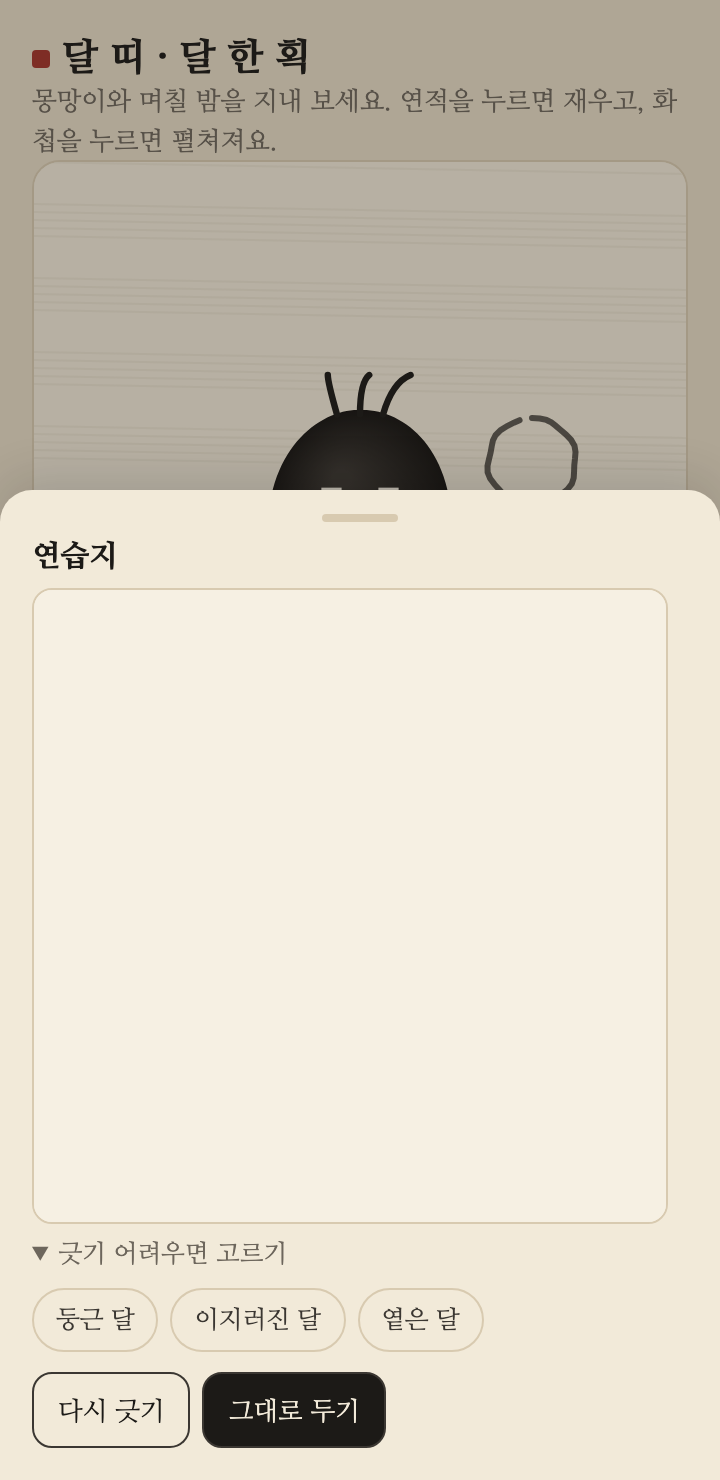 달 띠 · 달 한 획
몽망이와 며칠 밤을 지내 보세요. 연적을 누르면 재우고, 화
첩을 누르면 펼쳐져요.
연습지
▼ 긋기 어려우면 고르기
둥근 달
이지러진 달
옅은 달
다시 긋기
그대로 두기